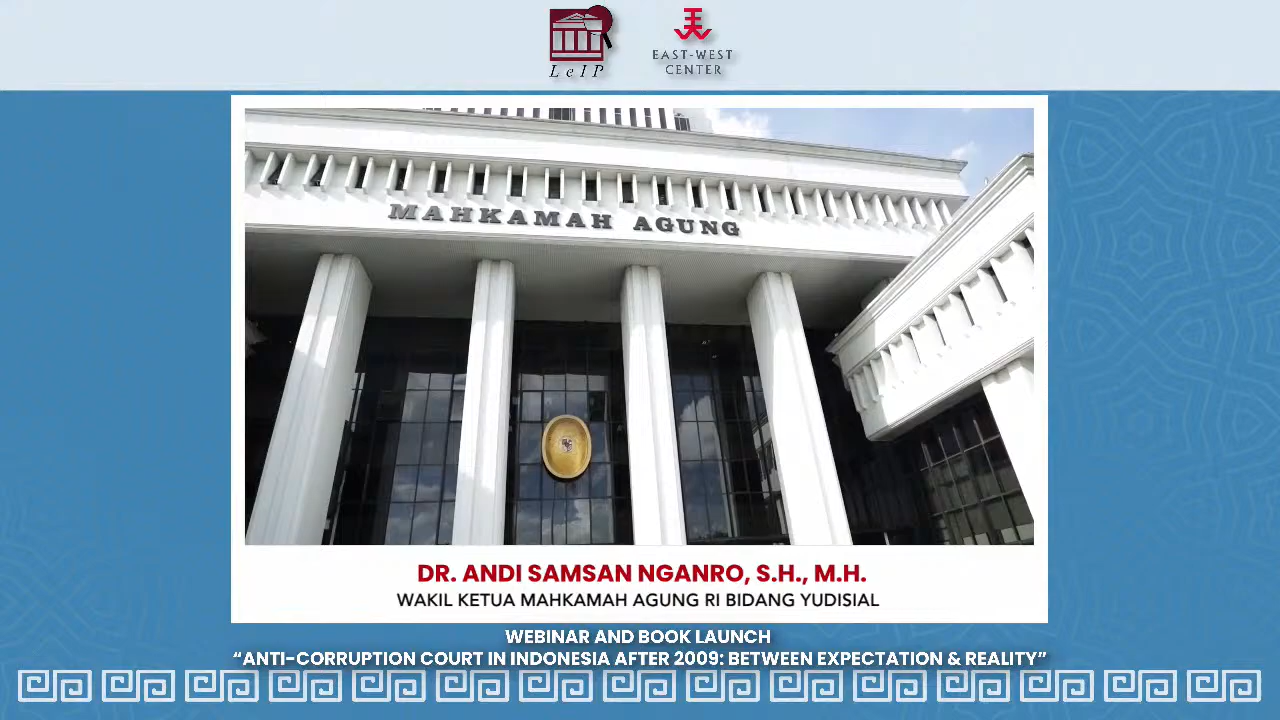 LeIP
EAST-WEST
CENTER
MAHKAMAH AGUNG
DR. ANDI SAMSAN NGANRO, S.H., M.H.
WAKIL KETUA MAHKAMAH AGUNG RI BIDANG YUDISIAL
WEBINAR AND BOOK LAUNCH
“ANTI-CORRUPTION COURT IN INDONESIA AFTER 2009: BETWEEN EXPECTATION & REALITY”